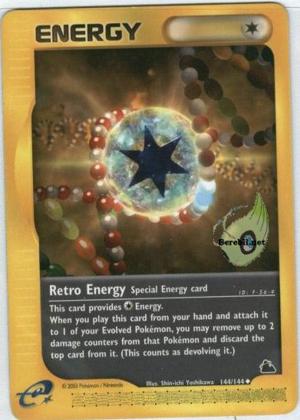 ENERGY
Serebii.net
Retro Energy Special Energy card
This card provides Energy.
When you play this card from your hand and attach it
to 1 of your Evolved Pokémon, you may remove up to 2
damage counters from that Pokémon and discard the
top card from it. (This counts as devolving it.)
© 2003 Pokémon / Nintendo
Illus. Shin-ichi Yoshikawa 144/144